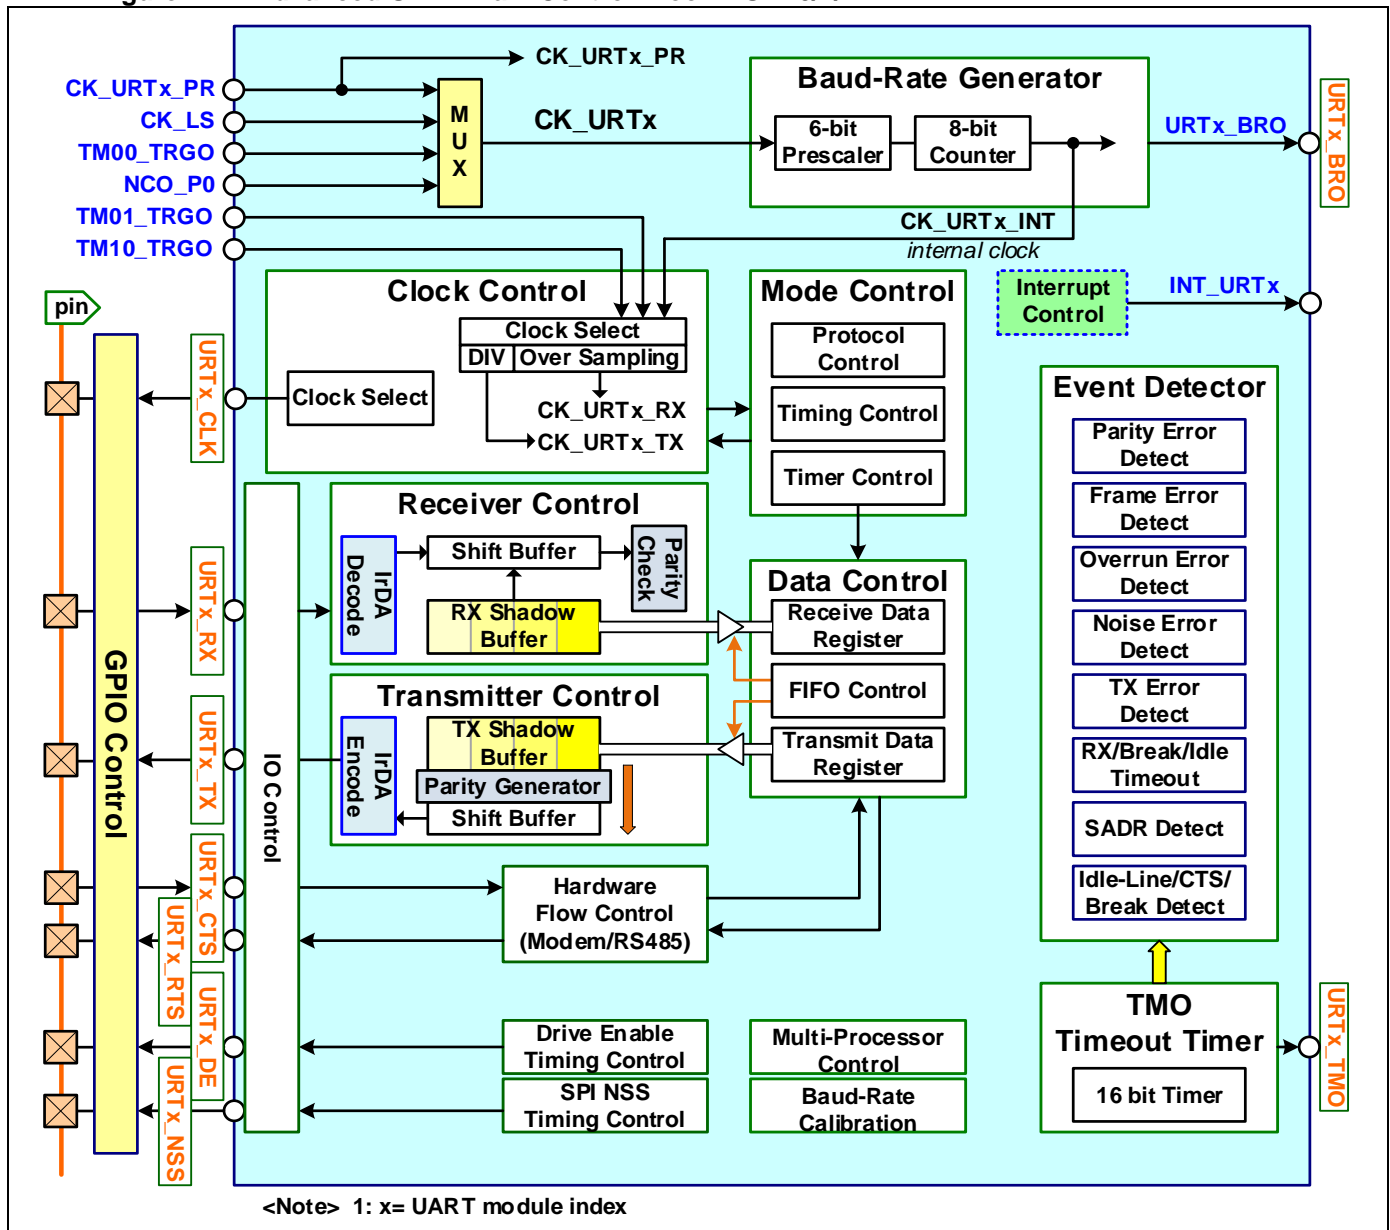 CK_URTx_PR
CK_URTx_PR
CK_LS
TM00_TRGO
NCO_P0
TM01_TRGO
TM10_TRGO
MUX
CK_URTx
Baud-Rate Generator
6-bit
Prescaler
8-bit
Counter
URTx_BRO
URTx_BRO
CK_URTx_INT
internal clock
Interrupt
Control
INT_URTx
pin
GPIO Control
Clock Control
Clock Select
DIV
Over Sampling
Clock Select
CK_URTx_RX
CK_URTx_TX
URTx_CLK
Mode Control
Protocol
Control
Timing Control
Timer Control
Event Detector
Parity Error
Detect
Frame Error
Detect
Overrun Error
Detect
Noise Error
Detect
TX Error
Detect
RX/Break/Idle
Timeout
SADR Detect
Idle-Line/CTS/
Break Detect
IO Control
URTx_RX
Receiver Control
IrDA
Decode
Shift Buffer
Parity
Check
RX Shadow
Buffer
Data Control
Receive Data
Register
FIFO Control
Transmit Data
Register
URTx_TX
Transmitter Control
IrDA
Encode
TX Shadow
Buffer
Parity Generator
Shift Buffer
URTx_CTS
URTx_RTS
Hardware
Flow Control
(Modem/RS485)
URTx_DE
Drive Enable
Timing Control
Multi-Processor
Control
URTx_NSS
SPI NSS
Timing Control
Baud-Rate
Calibration
TMO
Timeout Timer
16 bit Timer
URTx_TMO
<Note> 1: x= UART module index